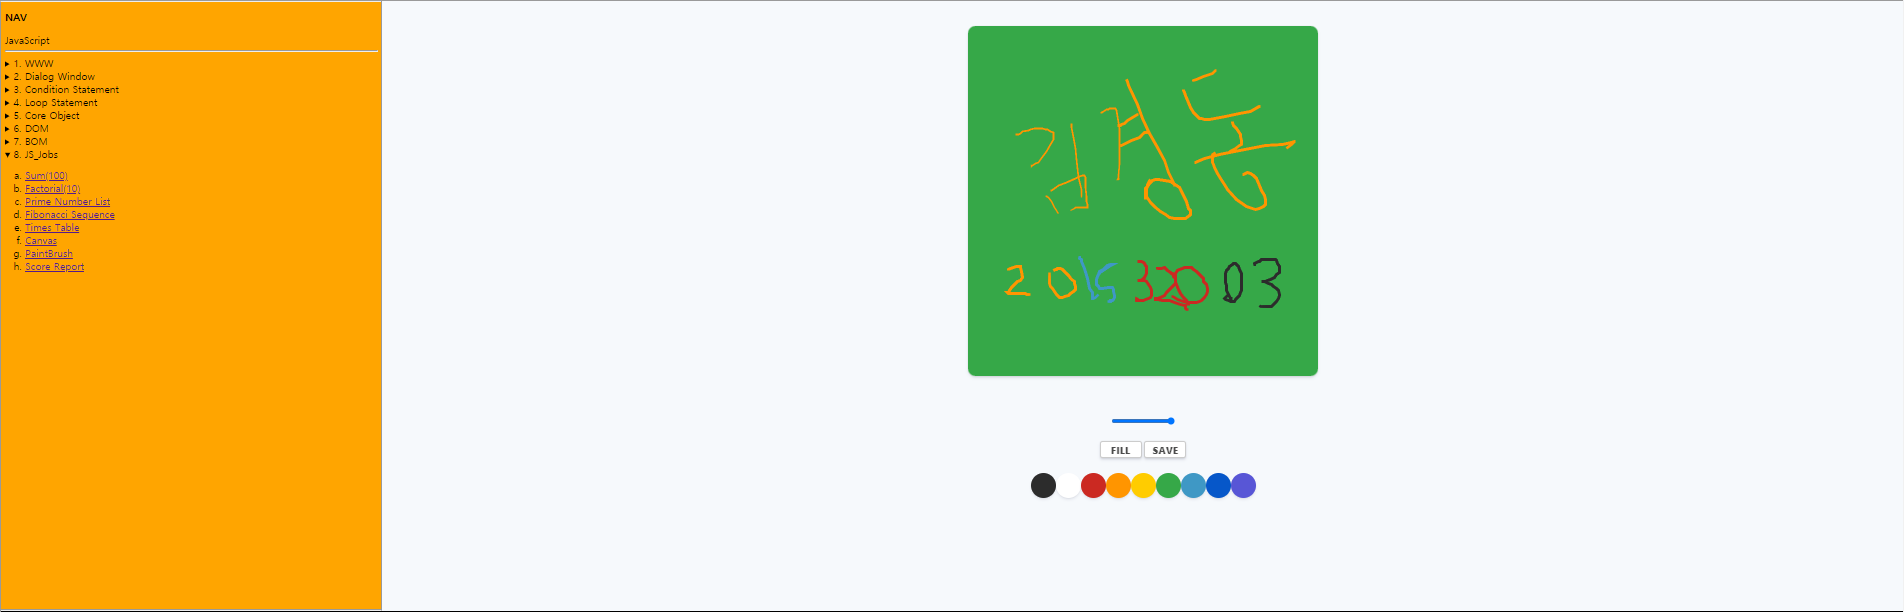 NAV
JavaScript
▸ 1. WWW
▸ 2. Dialog Window
▸ 3. Condition Statement
▸ 4. Loop Statement
▸ 5. Core Object
▸ 6. DOM
▸ 7. BOM
▾ 8. JS_Jobs
a. Sum(100)
b. Factorial(10)
c. Prime Number List
d. Fibonacci Sequence
e. Times Table
f. Canvas
g. PaintBrush
h. Score Report
김경동
201532003
FILL SAVE